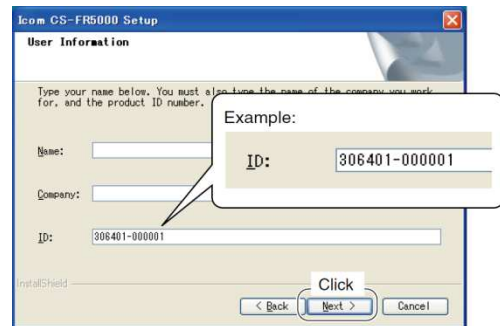 Icom CS-FR5000 Setup
User Information
Type your name below. You must also type the name of the company you work
for, and the product ID number.
Example:
ID: 306401-000001
Name:
Company:
ID: 306401-000001
InstallShield
Click
< Back Next > Cancel